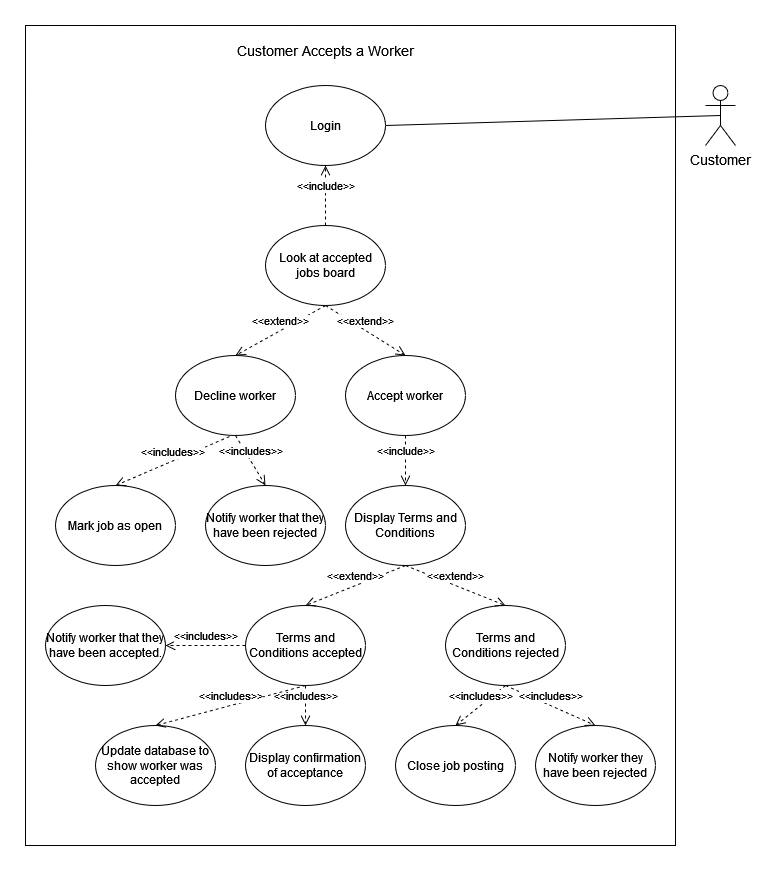 Customer Accepts a Worker
Login
Customer
<<include>>
Look at accepted
jobs board
<<extend>>
<<extend>>
Decline worker
Accept worker
<<includes>>
<<includes>>
<<include>>
Mark job as open
Notify worker that they
have been rejected
Display Terms and
Conditions
<<extend>>
<<extend>>
Notify worker that they
have been accepted.
<<includes>>
Terms and
Conditions accepted
Terms and
Conditions rejected
<<includes>>
<<includes>>
<<includes>>
<<includes>>
Update database to
show worker was
accepted
Display confirmation
of acceptance
Close job posting
Notify worker they
have been rejected